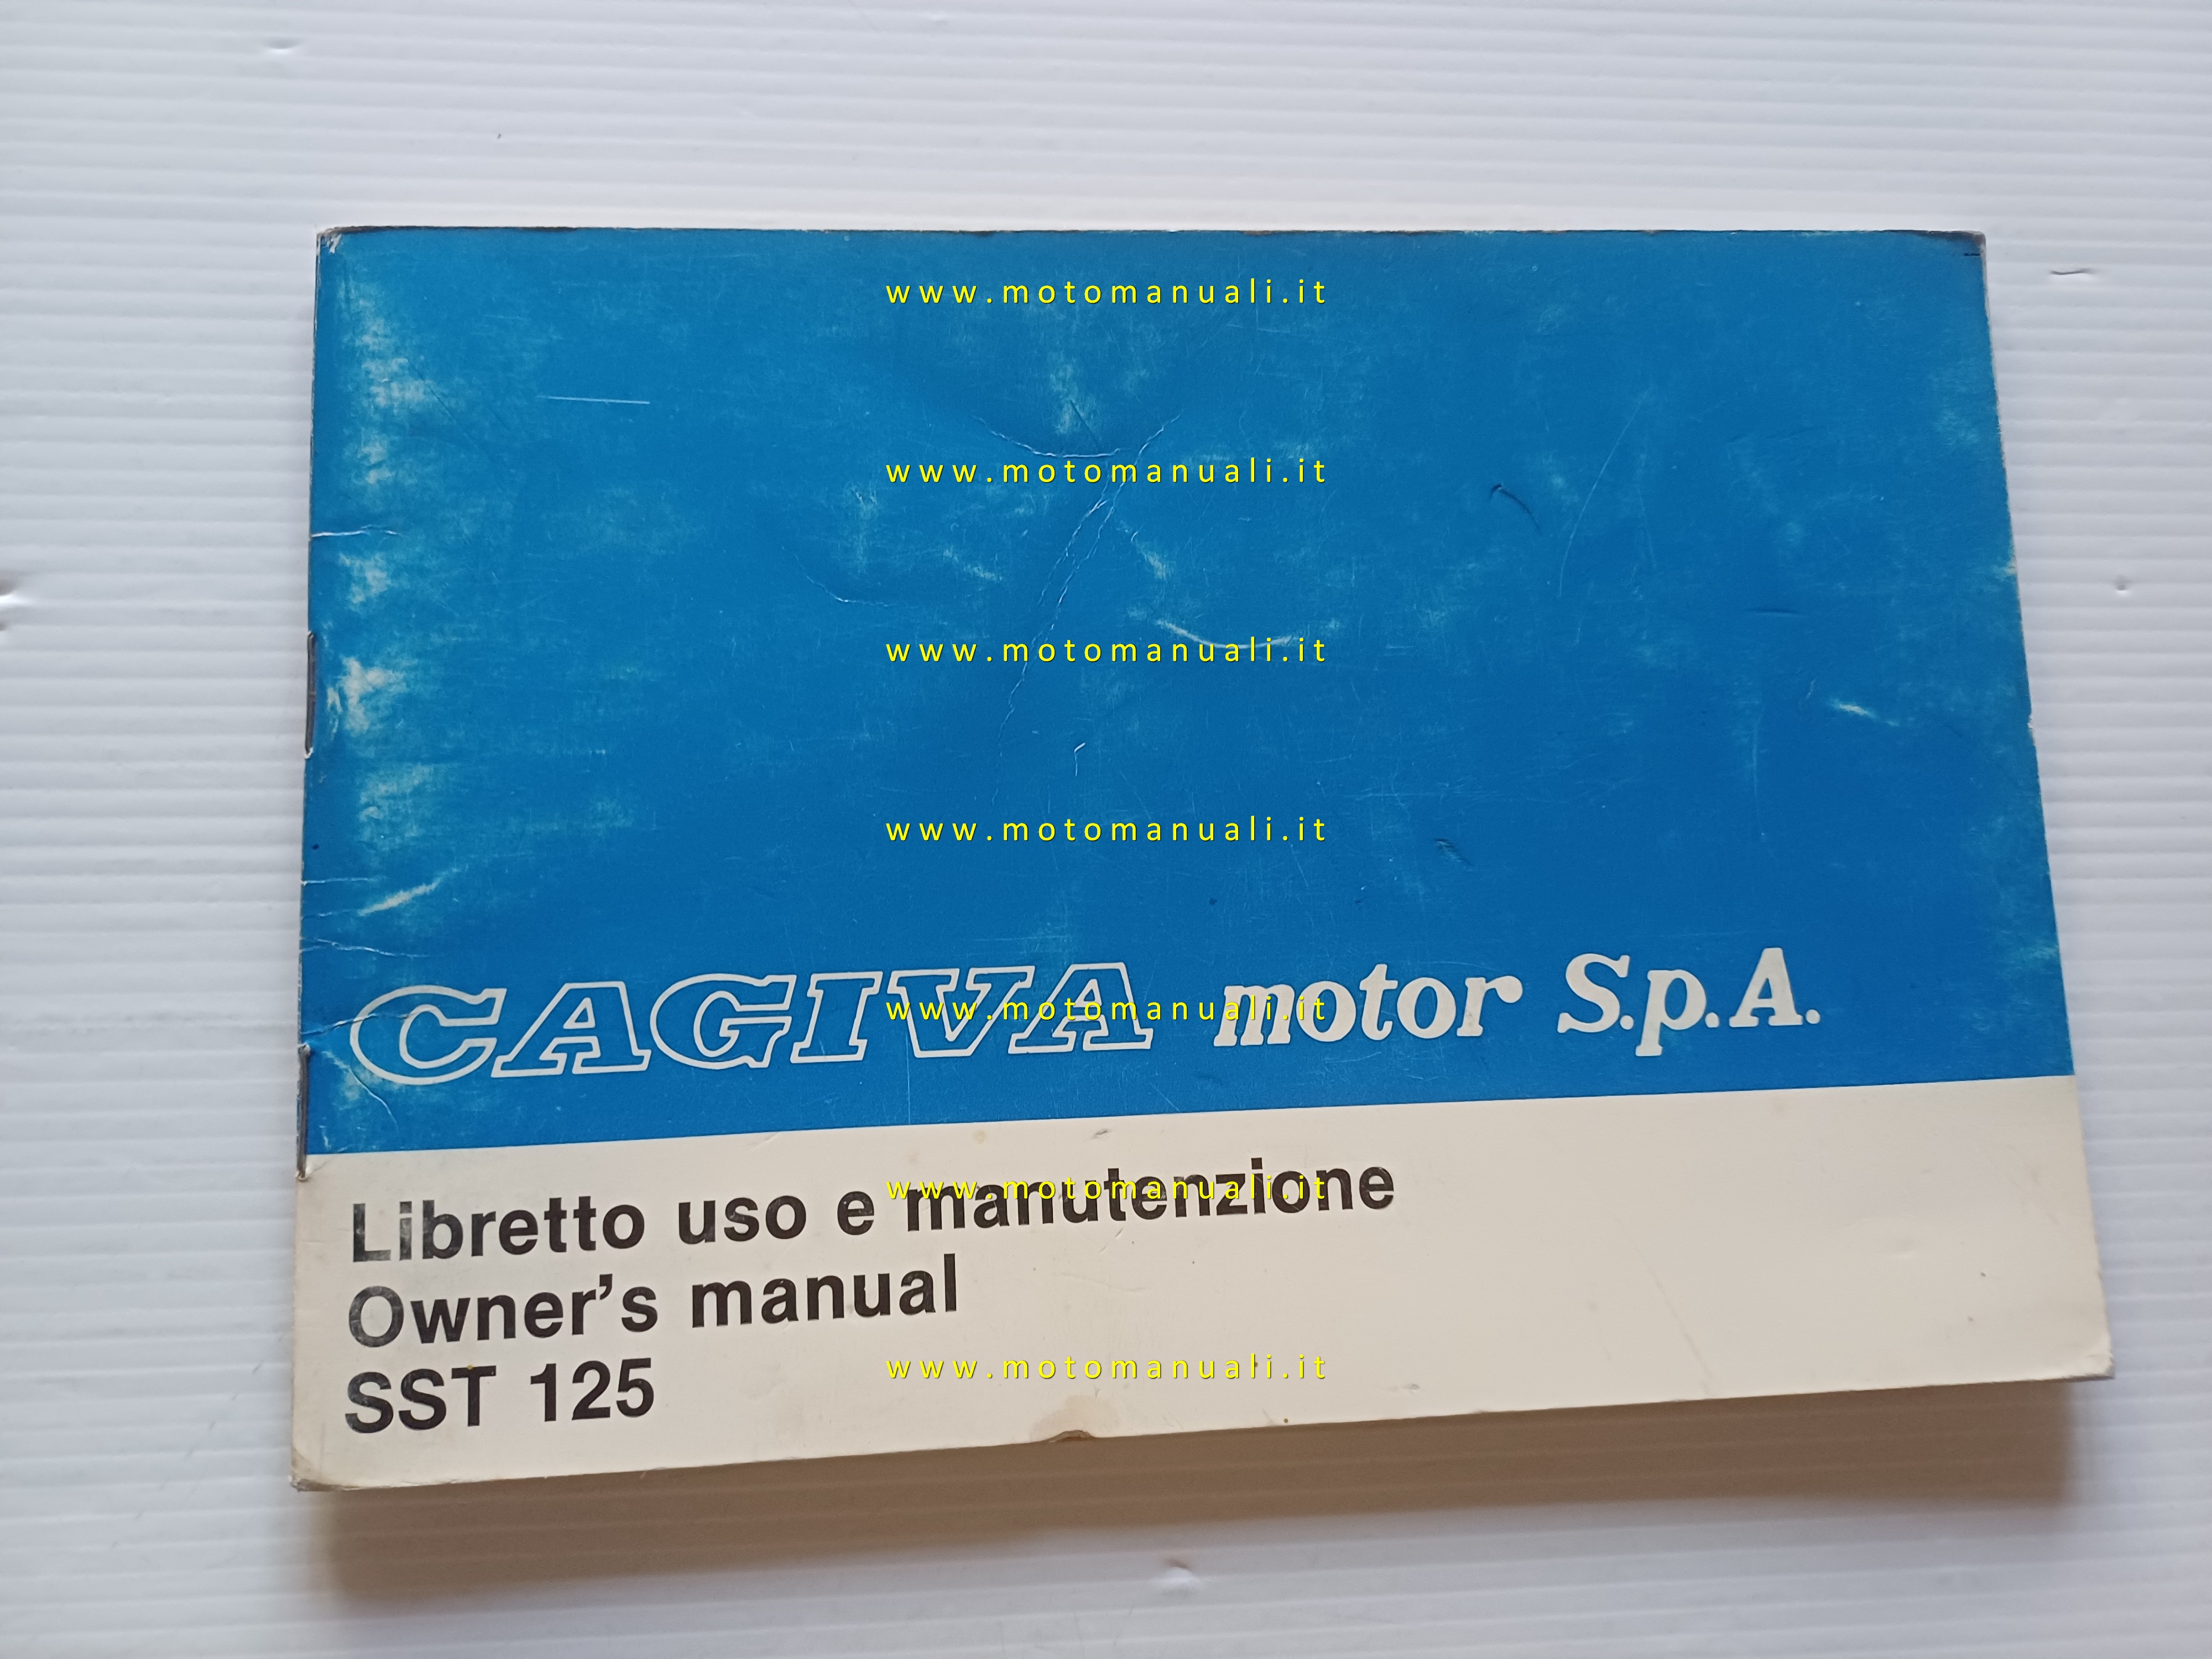 www.motomanuali.it
www.motomanuali.it
www.motomanuali.it
www.motomanuali.it
CAGIVA motor S.p.A.
www.motomanuali.it
Libretto uso e manutenzione
www.motomanuali.it
Owner's manual
www.motomanuali.it
SST 125